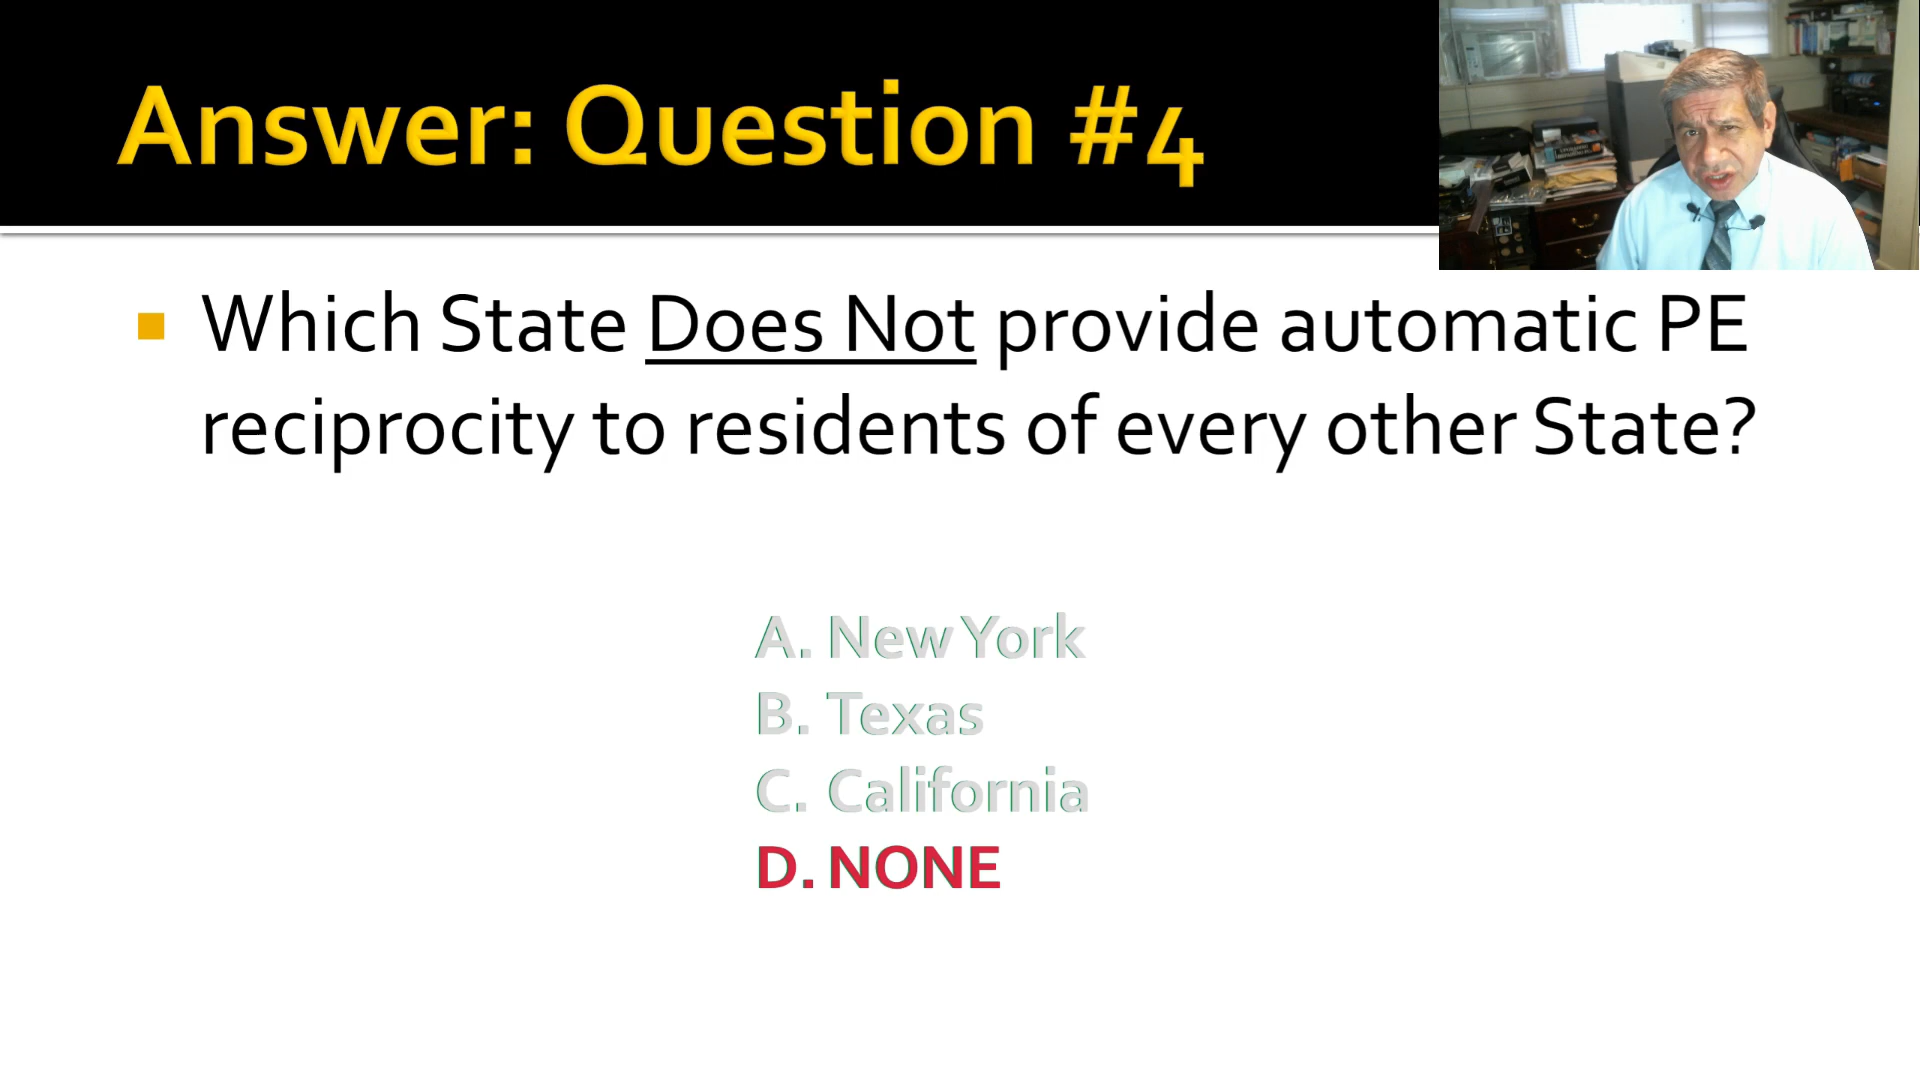 Answer: Question #4
Which State Does Not provide automatic PE
reciprocity to residents of every other State?
A. New York
B. Texas
C. California
D. NONE